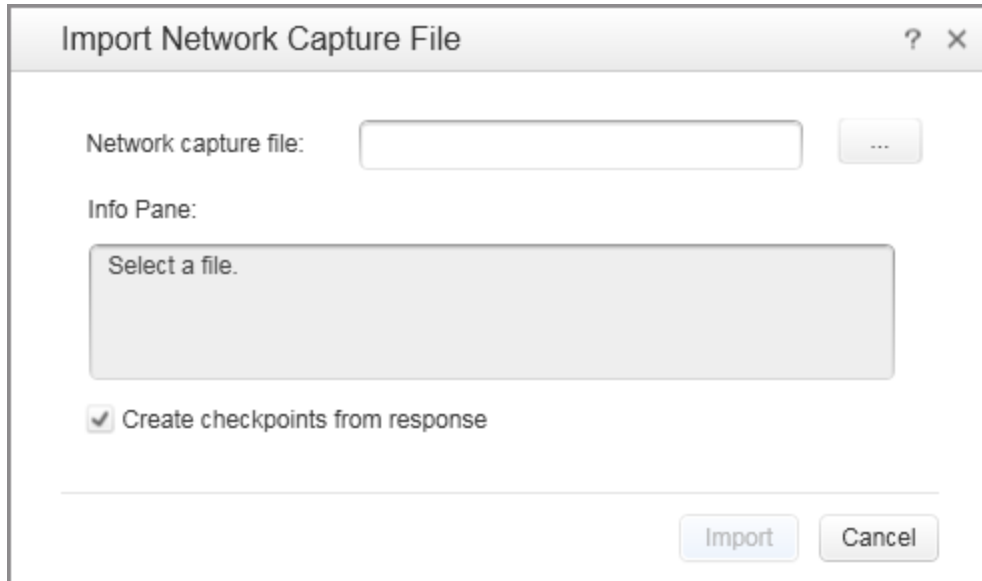 Import Network Capture File ? ×
Network capture file: ...
Info Pane:
Select a file.
Create checkpoints from response
Import Cancel